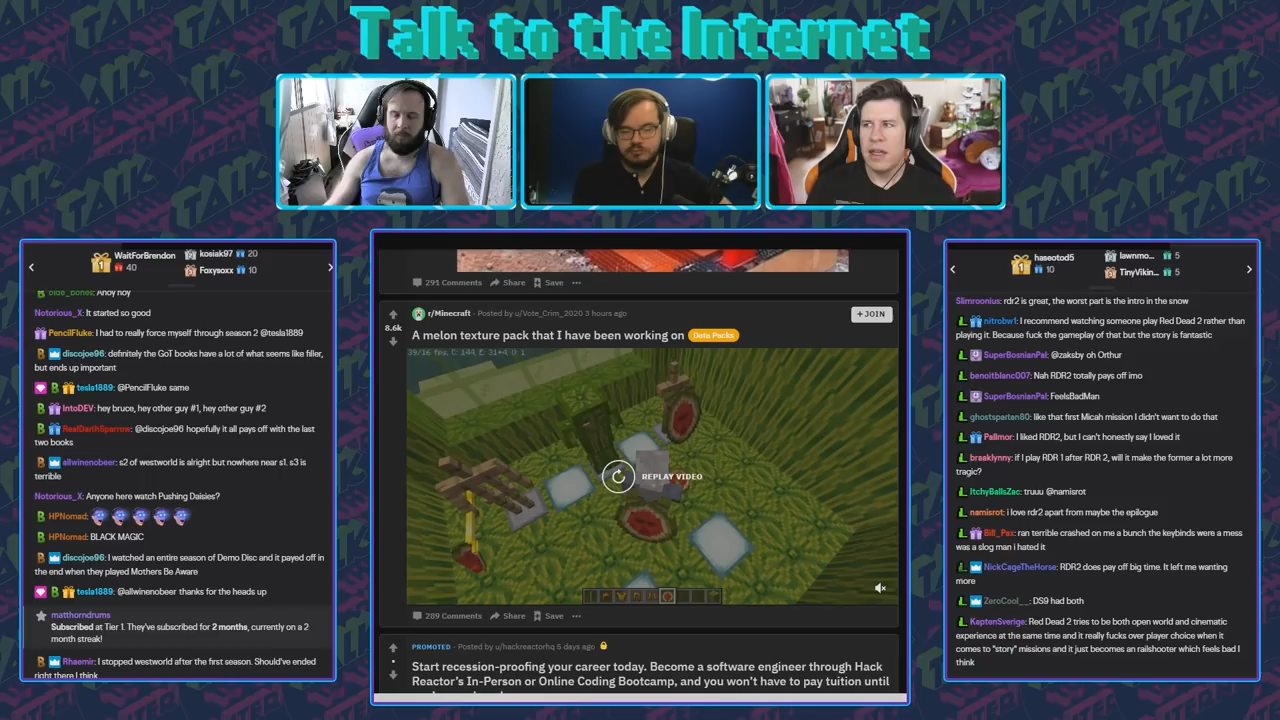 Talk to the Internet
WaitForBrendon
40
kosiak97 20
Foxysoxx 10
olde_bones: Ahoy hoy
Notorious_X: It started so good
PencilFluke: I had to really force myself through season 2 @tesla1889
discojoe96: definitely the GoT books have a lot of what seems like filler,
but ends up important
tesla1889: @PencilFluke same
IntoDEV: hey bruce, hey other guy #1, hey other guy #2
RealDarthSparrow: @discojoe96 hopefully it all pays off with the last
two books
allwinenobeer: s2 of westworld is alright but nowhere near s1. s3 is
terrible
Notorious_X: Anyone here watch Pushing Daisies?
HPNomad:
HPNomad: BLACK MAGIC
discojoe96: I watched an entire season of Demo Disc and it payed off in
the end when they played Mothers Be Aware
tesla1889: @allwinenobeer thanks for the heads up
matthorndrums
Subscribed at Tier 1. They've subscribed for 2 months, currently on a 2
month streak!
Rhaemir: I stopped westworld after the first season. Should've ended
right there I think
291 Comments Share Save
r/Minecraft · Posted by u/Vote_Crim_2020 3 hours ago
+ JOIN
8.6k
A melon texture pack that I have been working on Data Packs
39/16 fps, C: 144, E: 31+4, U: 1
REPLAY VIDEO
289 Comments Share Save
PROMOTED · Posted by u/hackreactorhq 5 days ago
Start recession-proofing your career today. Become a software engineer through Hack
Reactor's In-Person or Online Coding Bootcamp, and you won't have to pay tuition until
haseotod5
10
lawnmo... 5
TinyVikin... 5
Slimroonius: rdr2 is great, the worst part is the intro in the snow
nitrobw1: I recommend watching someone play Red Dead 2 rather than
playing it. Because fuck the gameplay of that but the story is fantastic
SuperBosnianPal: @zaksby oh Orthur
benoitblanc007: Nah RDR2 totally pays off imo
SuperBosnianPal: FeelsBadMan
ghostspartan80: like that first Micah mission I didn't want to do that
Pallmor: I liked RDR2, but I can't honestly say I loved it
braaklynny: if I play RDR 1 after RDR 2, will it make the former a lot more
tragic?
ItchyBallsZac: truuu @namisrot
namisrot: i love rdr2 apart from maybe the epilogue
Bill_Pax: ran terrible crashed on me a bunch the keybinds were a mess
was a slog man i hated it
NickCageTheHorse: RDR2 does pay off big time. It left me wanting
more
ZeroCool__: DS9 had both
KaptenSverige: Red Dead 2 tries to be both open world and cinematic
experience at the same time and it really fucks over player choice when it
comes to "story" missions and it just becomes an railshooter which feels bad I
think